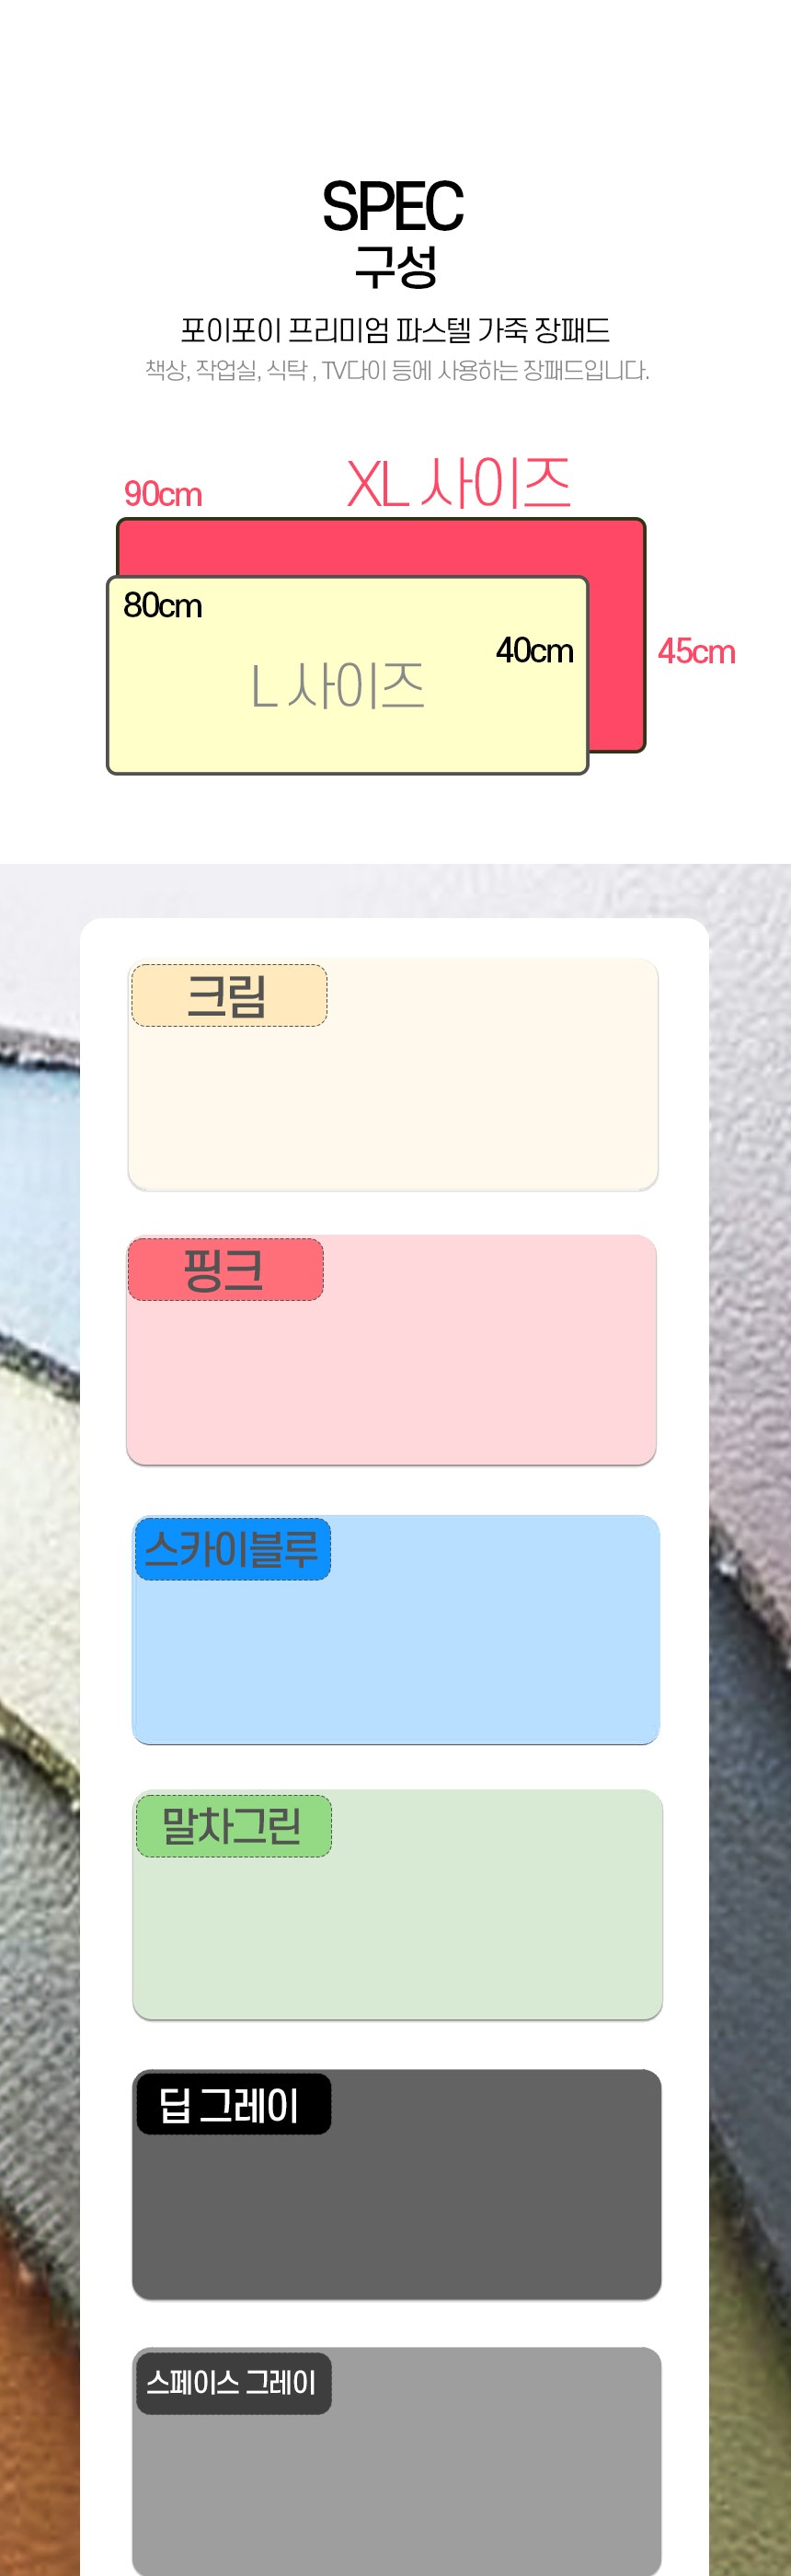 SPEC
구성
포이포이 프리미엄 파스텔 가죽 장패드
책상, 작업실, 식탁 , TV다이 등에 사용하는 장패드입니다.
90cm
XL 사이즈
80cm
40cm
45cm
L 사이즈
크림
핑크
스카이블루
말차그린
딥 그레이
스페이스 그레이